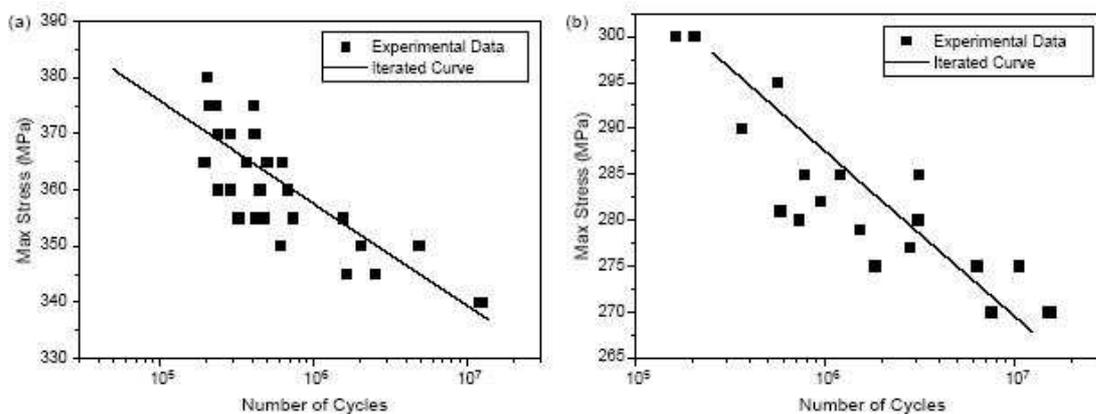 (a)
390
380
370
360
350
340
330
Max Stress (MPa)
Experimental Data
Iterated Curve
10⁵
10⁶
10⁷
Number of Cycles
(b)
300
295
290
285
280
275
270
265
Max Stress (MPa)
Experimental Data
Iterated Curve
10⁵
10⁶
10⁷
Number of Cycles